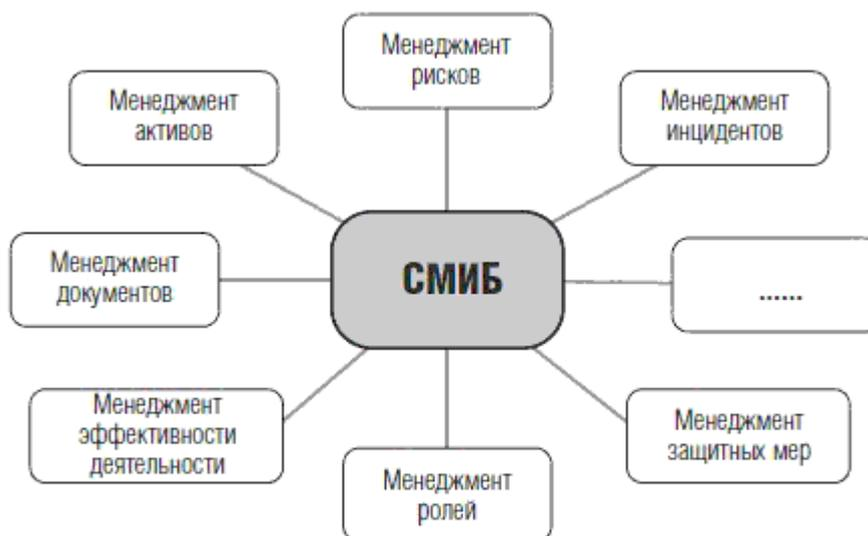 Менеджмент
рисков
Менеджмент
активов
Менеджмент
инцидентов
Менеджмент
документов
СМИБ
......
Менеджмент
эффективности
деятельности
Менеджмент
ролей
Менеджмент
защитных мер